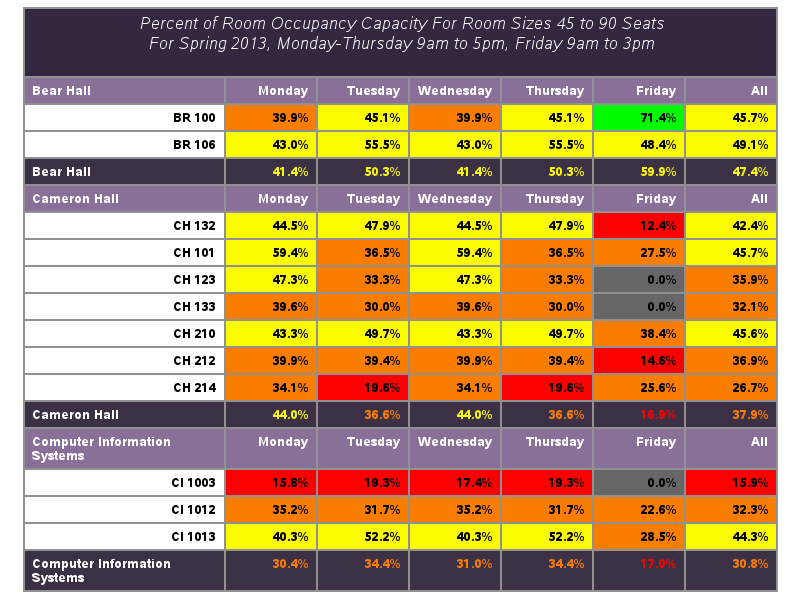 Percent of Room Occupancy Capacity For Room Sizes 45 to 90 Seats
For Spring 2013, Monday-Thursday 9am to 5pm, Friday 9am to 3pm
Bear Hall Monday Tuesday Wednesday Thursday Friday All
BR 100 39.9% 45.1% 39.9% 45.1% 71.4% 45.7%
BR 106 43.0% 55.5% 43.0% 55.5% 48.4% 49.1%
Bear Hall 41.4% 50.3% 41.4% 50.3% 59.9% 47.4%
Cameron Hall Monday Tuesday Wednesday Thursday Friday All
CH 132 44.5% 47.9% 44.5% 47.9% 12.4% 42.4%
CH 101 59.4% 36.5% 59.4% 36.5% 27.5% 45.7%
CH 123 47.3% 33.3% 47.3% 33.3% 0.0% 35.9%
CH 133 39.6% 30.0% 39.6% 30.0% 0.0% 32.1%
CH 210 43.3% 49.7% 43.3% 49.7% 38.4% 45.6%
CH 212 39.9% 39.4% 39.9% 39.4% 14.6% 36.9%
CH 214 34.1% 19.6% 34.1% 19.6% 25.6% 26.7%
Cameron Hall 44.0% 36.6% 44.0% 36.6% 16.9% 37.9%
Computer Information Monday Tuesday Wednesday Thursday Friday All
Systems
CI 1003 15.8% 19.3% 17.4% 19.3% 0.0% 15.9%
CI 1012 35.2% 31.7% 35.2% 31.7% 22.6% 32.3%
CI 1013 40.3% 52.2% 40.3% 52.2% 28.5% 44.3%
Computer Information 30.4% 34.4% 31.0% 34.4% 17.0% 30.8%
Systems